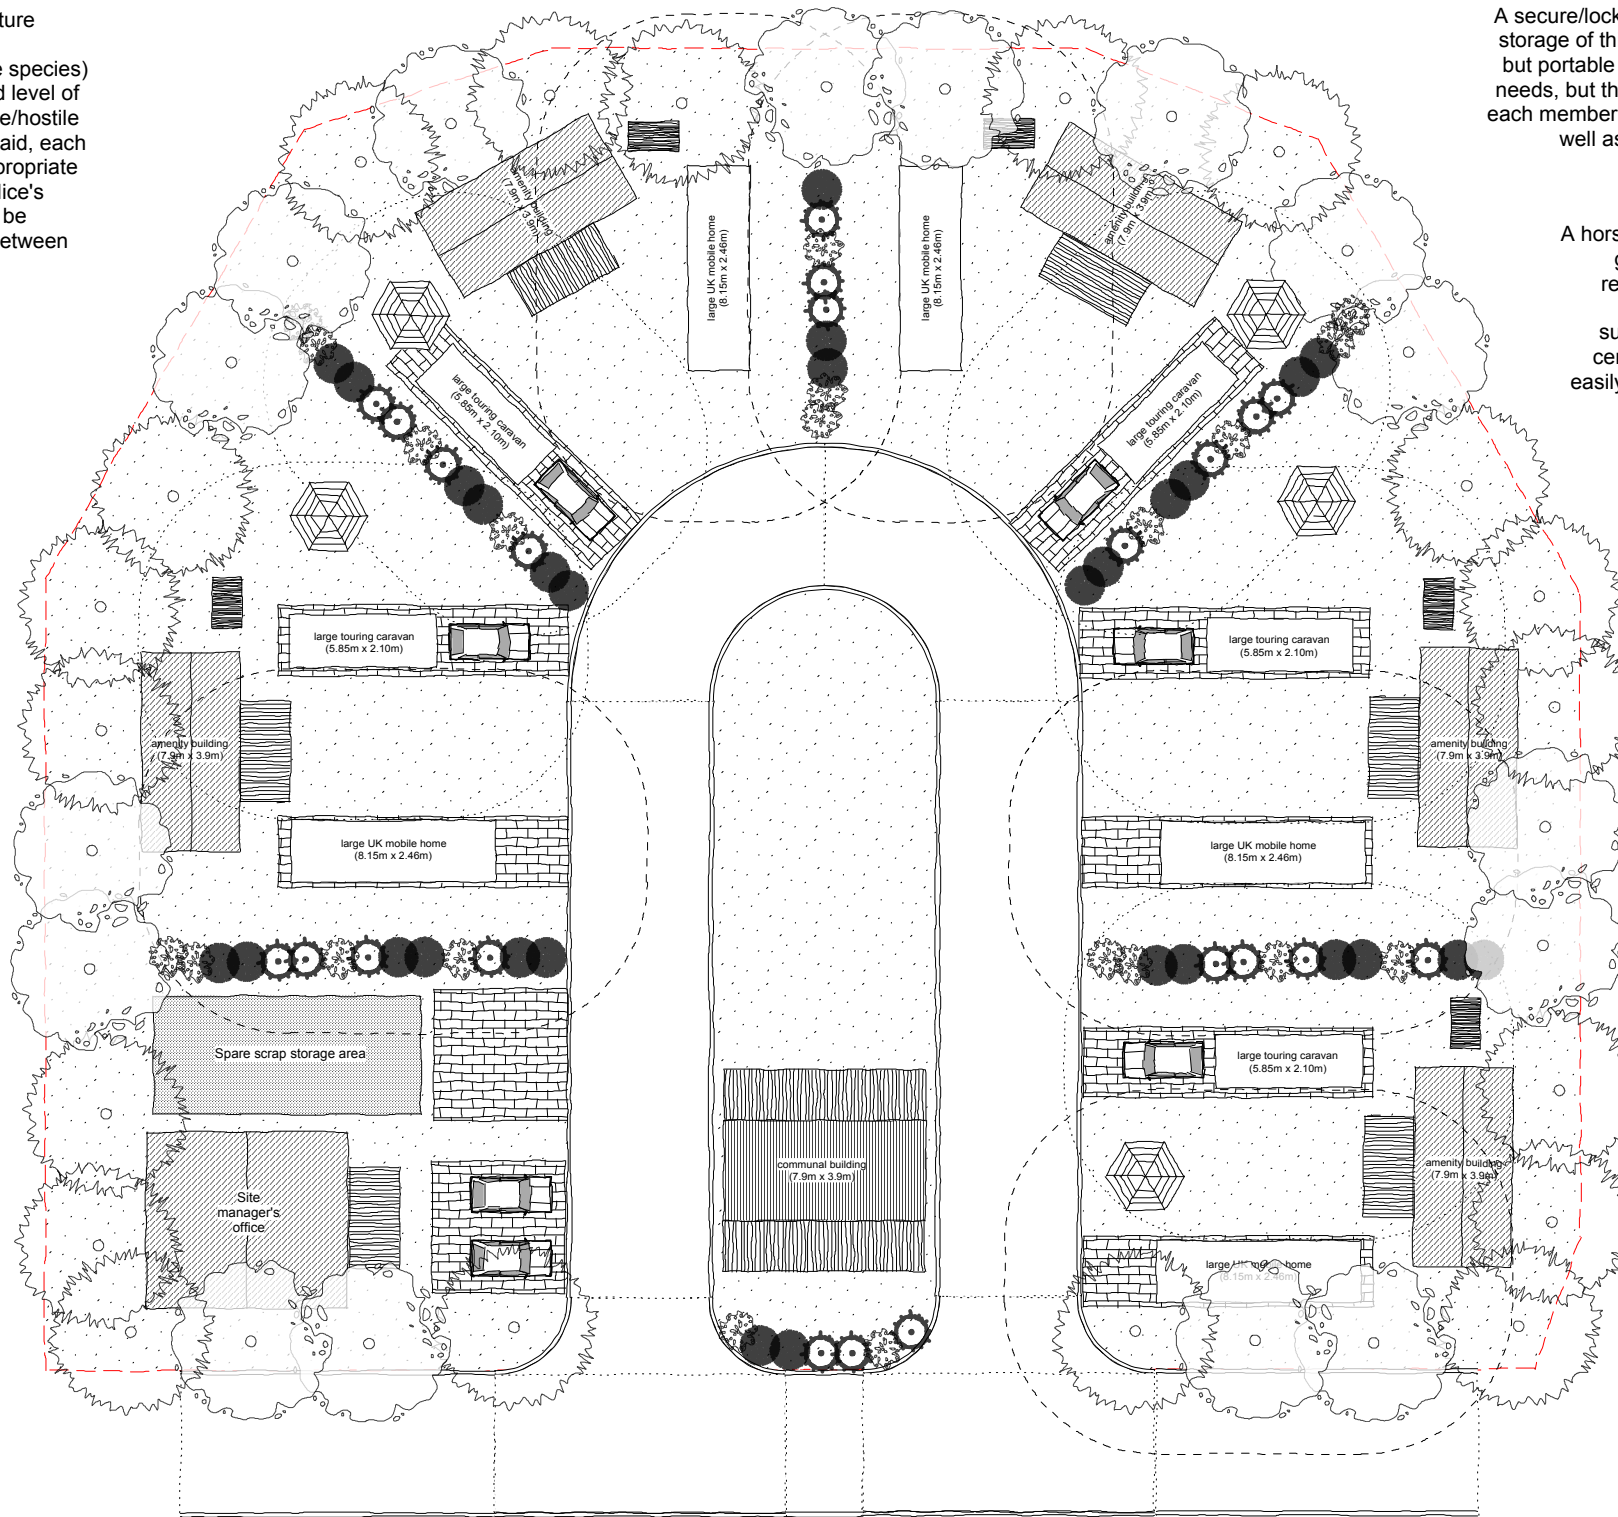 ture
e species)
d level of
e/hostile
aid, each
propriate
lice's
be
etween
A secure/lock
storage of th
but portable
needs, but th
each member
well as
A hors
g
re
su
cer
easily
amenity building
(7.9m x 3.9m)
large UK mobile home
(8.15m x 2.46m)
large UK mobile home
(8.15m x 2.46m)
amenity building
(7.9m x 3.9m)
large touring caravan
(5.85m x 2.10m)
large touring caravan
(5.85m x 2.10m)
large touring caravan
(5.85m x 2.10m)
large touring caravan
(5.85m x 2.10m)
amenity building
(7.9m x 3.9m)
amenity building
(7.9m x 3.9m)
large UK mobile home
(8.15m x 2.46m)
large UK mobile home
(8.15m x 2.46m)
Spare scrap storage area
large touring caravan
(5.85m x 2.10m)
communal building
(7.9m x 3.9m)
amenity building
(7.9m x 3.9m)
Site
manager's
office
large UK mobile home
(8.15m x 2.46m)